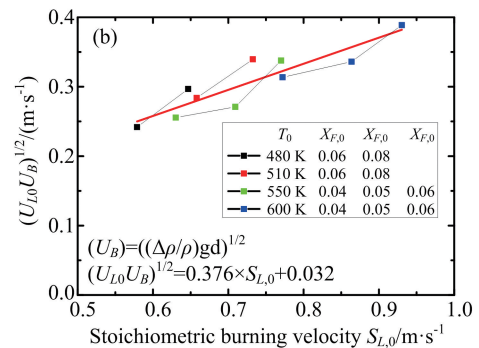 (b)
0.4
0.3
0.2
0.1
0.0
(U_{L0}U_B)^{1/2}/(m·s^{-1})
T_0 X_{F,0} X_{F,0} X_{F,0}
480 K 0.06 0.08
510 K 0.06 0.08
550 K 0.04 0.05 0.06
600 K 0.04 0.05 0.06
(U_B)=((Δρ/ρ)gd)^{1/2}
(U_{L0}U_B)^{1/2}=0.376×S_{L,0}+0.032
0.5 0.6 0.7 0.8 0.9 1.0
Stoichiometric burning velocity S_{L,0}/m·s^{-1}